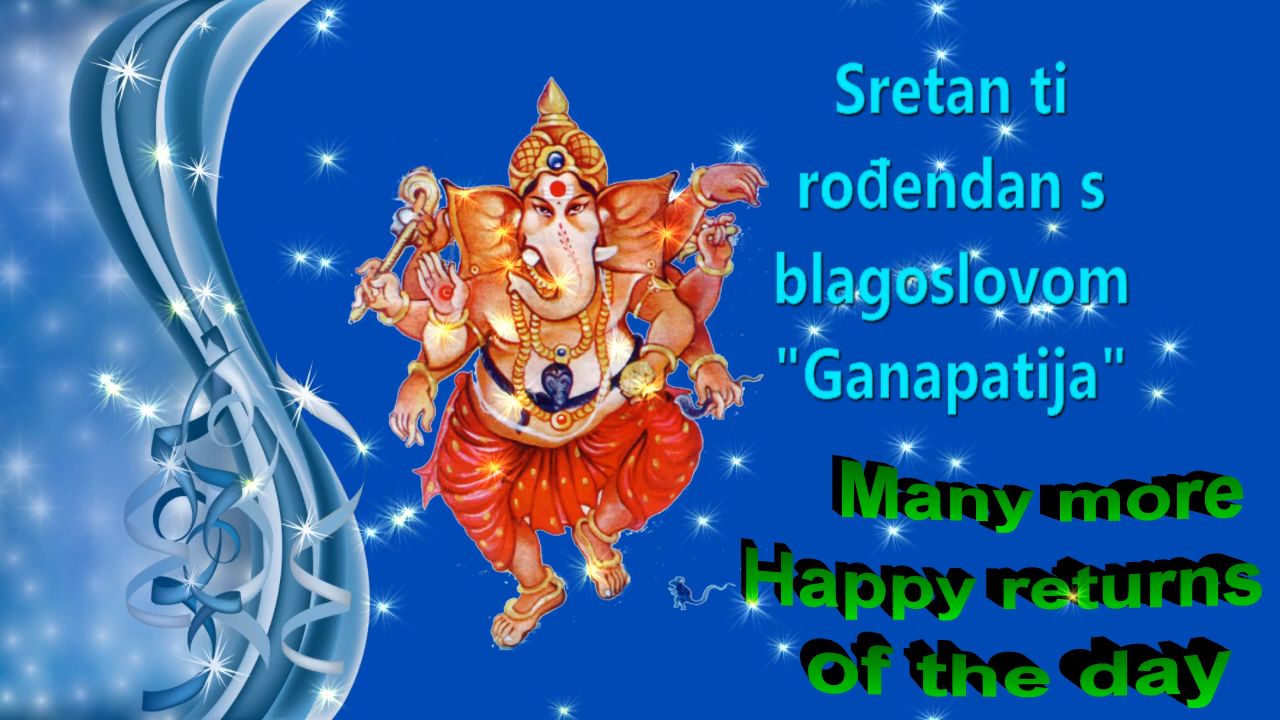 Sretan ti
rođendan s
blagoslovom
"Ganapatija"
Many more
Happy returns
of the day